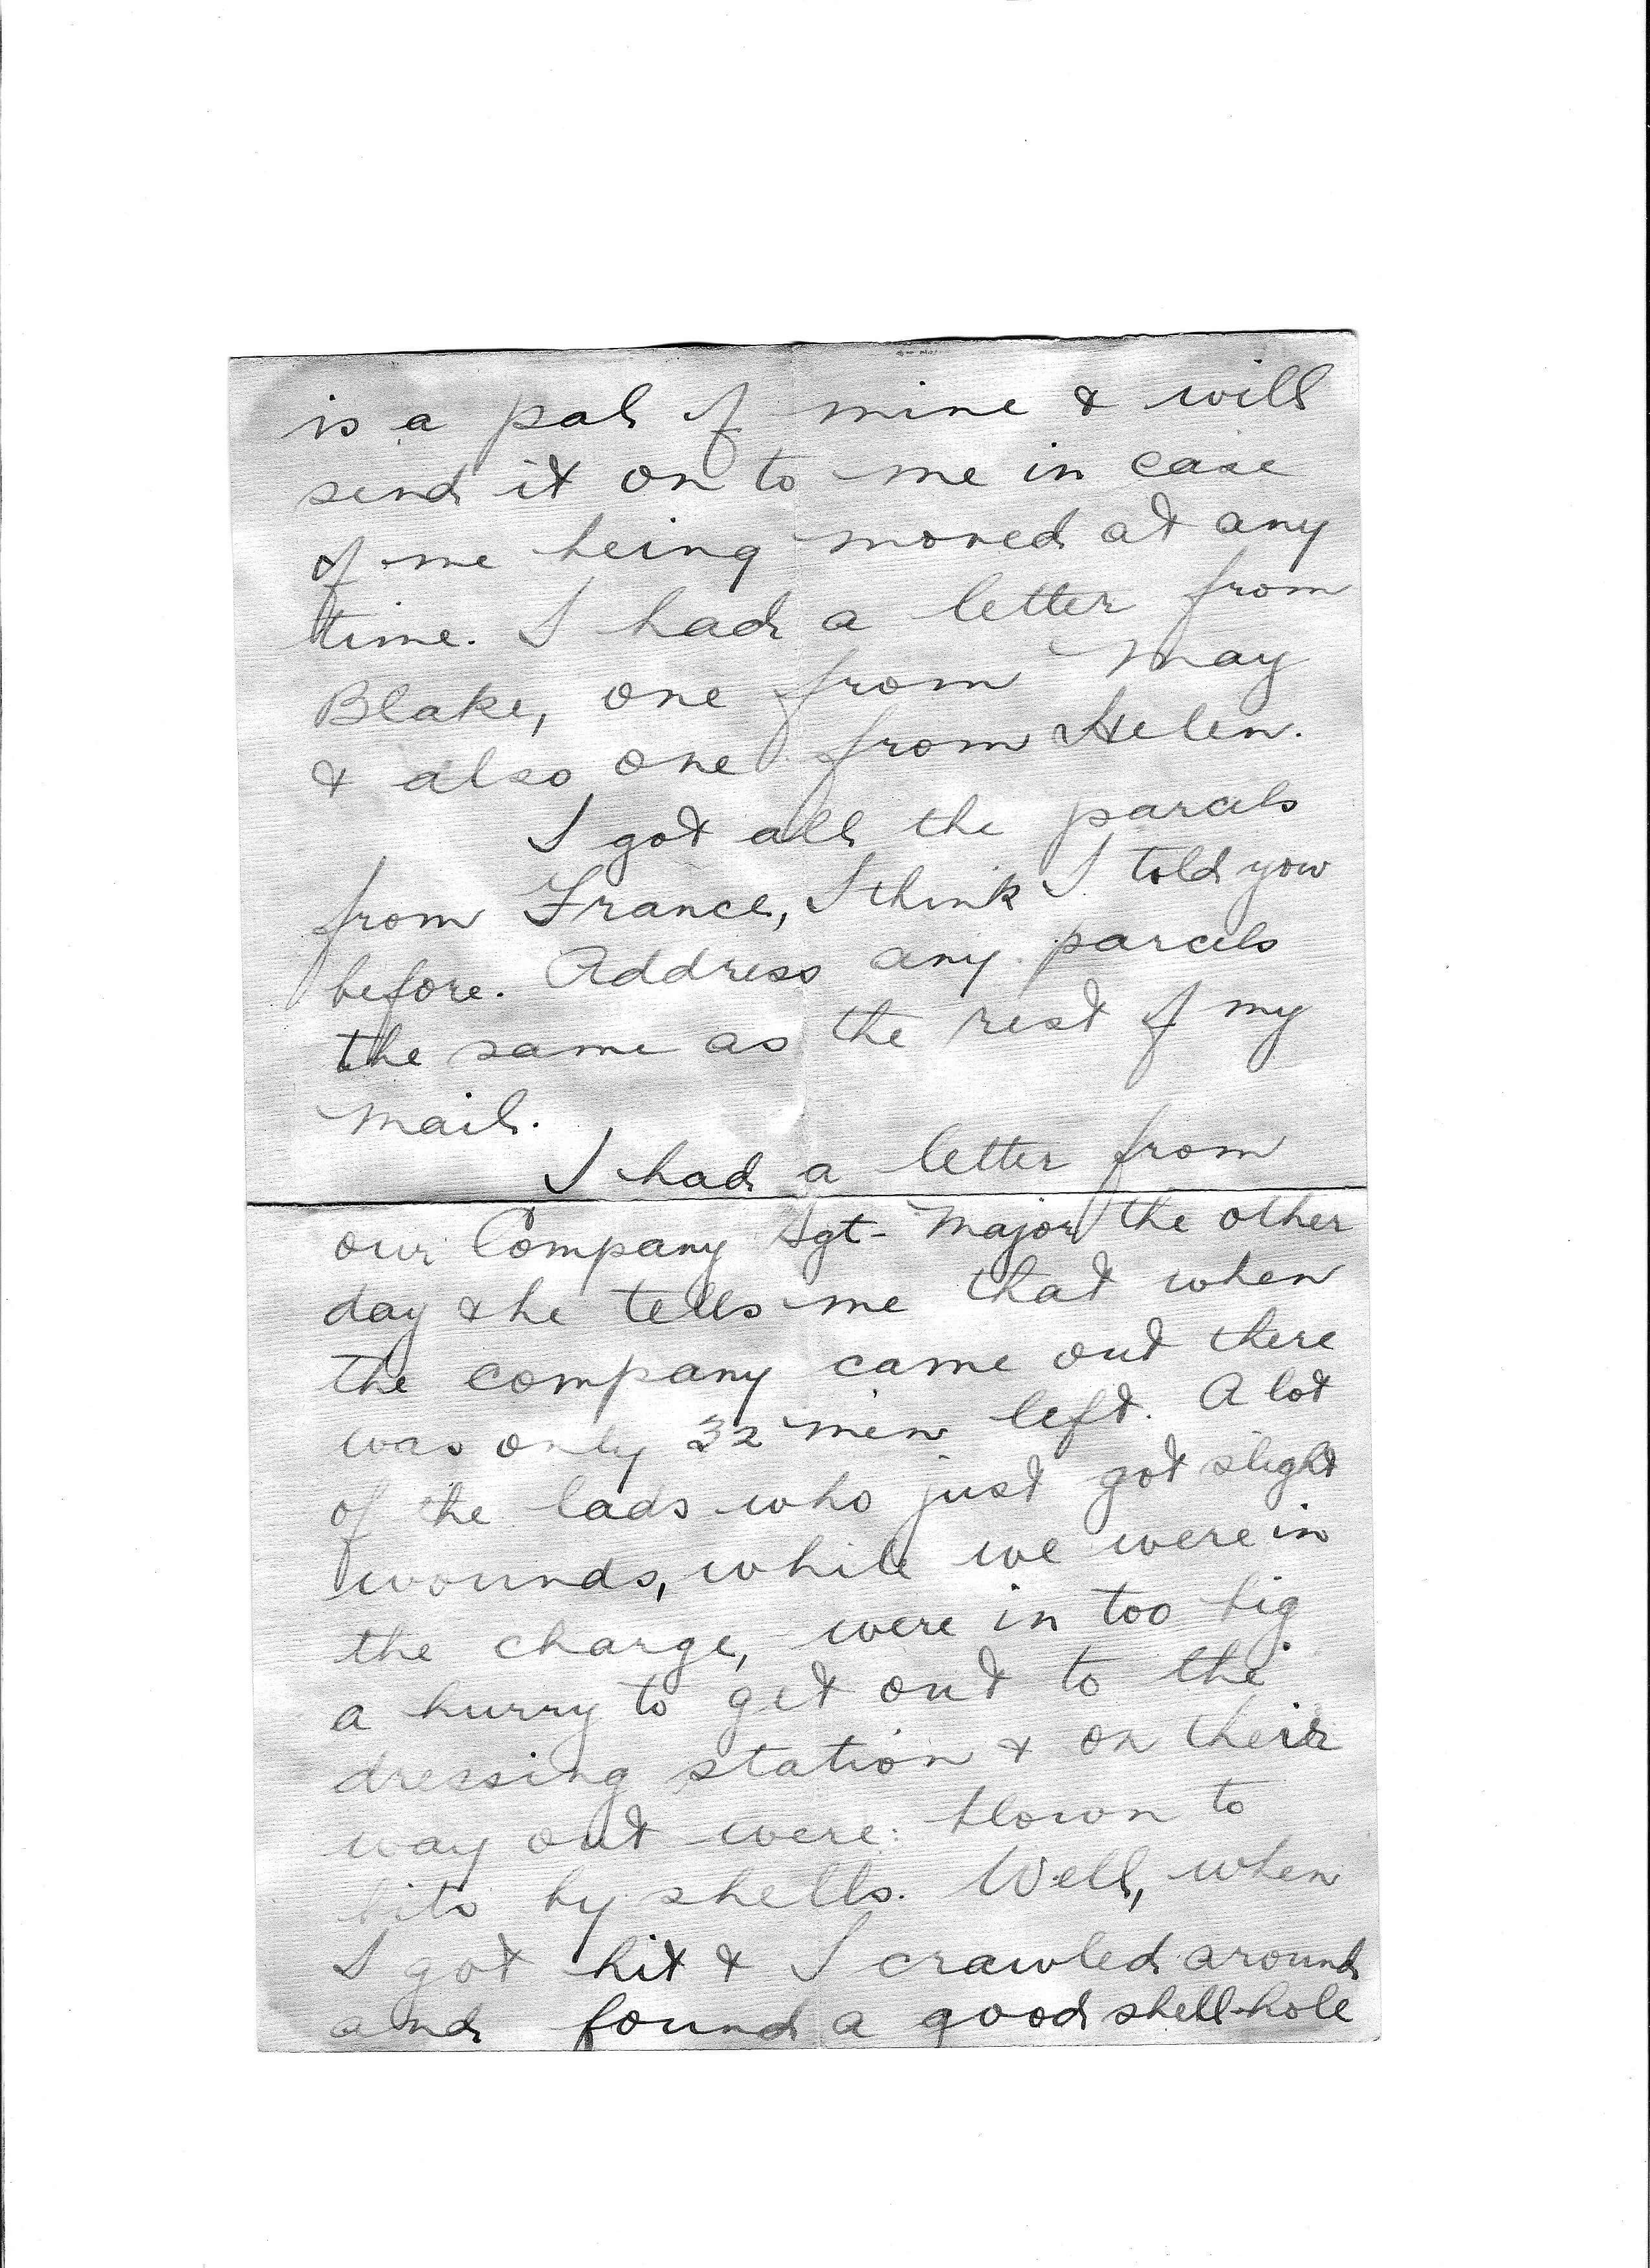 is a pal of mine & will
send it on to me in case
of me being moved at any
time. I had a letter from
Blake, one from May
& also one from Helen.
I got all the parcels
from France, I think I told you
before. Address any parcels
the same as the rest of my
mail.
I had a letter from
our Company Sgt-Major the other
day & he tells me that when
the company came out there
was only 32 men left. A lot
of the lads who just got slight
wounds, while we were in
the charge, were in too big
a hurry to get out to the
dressing station & on their
way out were blown to
bits by shells. Well, when
I got hit & I crawled around
and found a good shell-hole